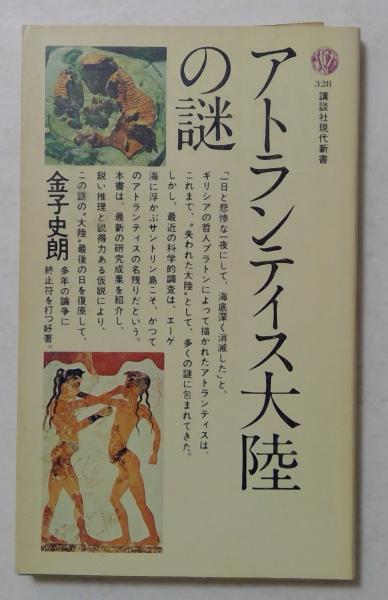 アトランティス大陸
の謎
328
講談社現代新書
「一日と悲惨な一夜にして、海底深く消滅した」と、
ギリシアの哲人プラトンによって描かれたアトランティスは、
これまで、〝失われた大陸〟として、多くの謎に包まれてきた。
しかし、最近の科学的調査は、エーゲ
海に浮かぶサントリン島こそ、かつて
のアトランティスの名残りだという。
本書は、最新の研究成果を紹介し、
鋭い推理と説得力ある仮説により、
この謎の〝大陸〟最後の日を復原して、
多年の論争に
終止符を打つ好著。
金子史朗